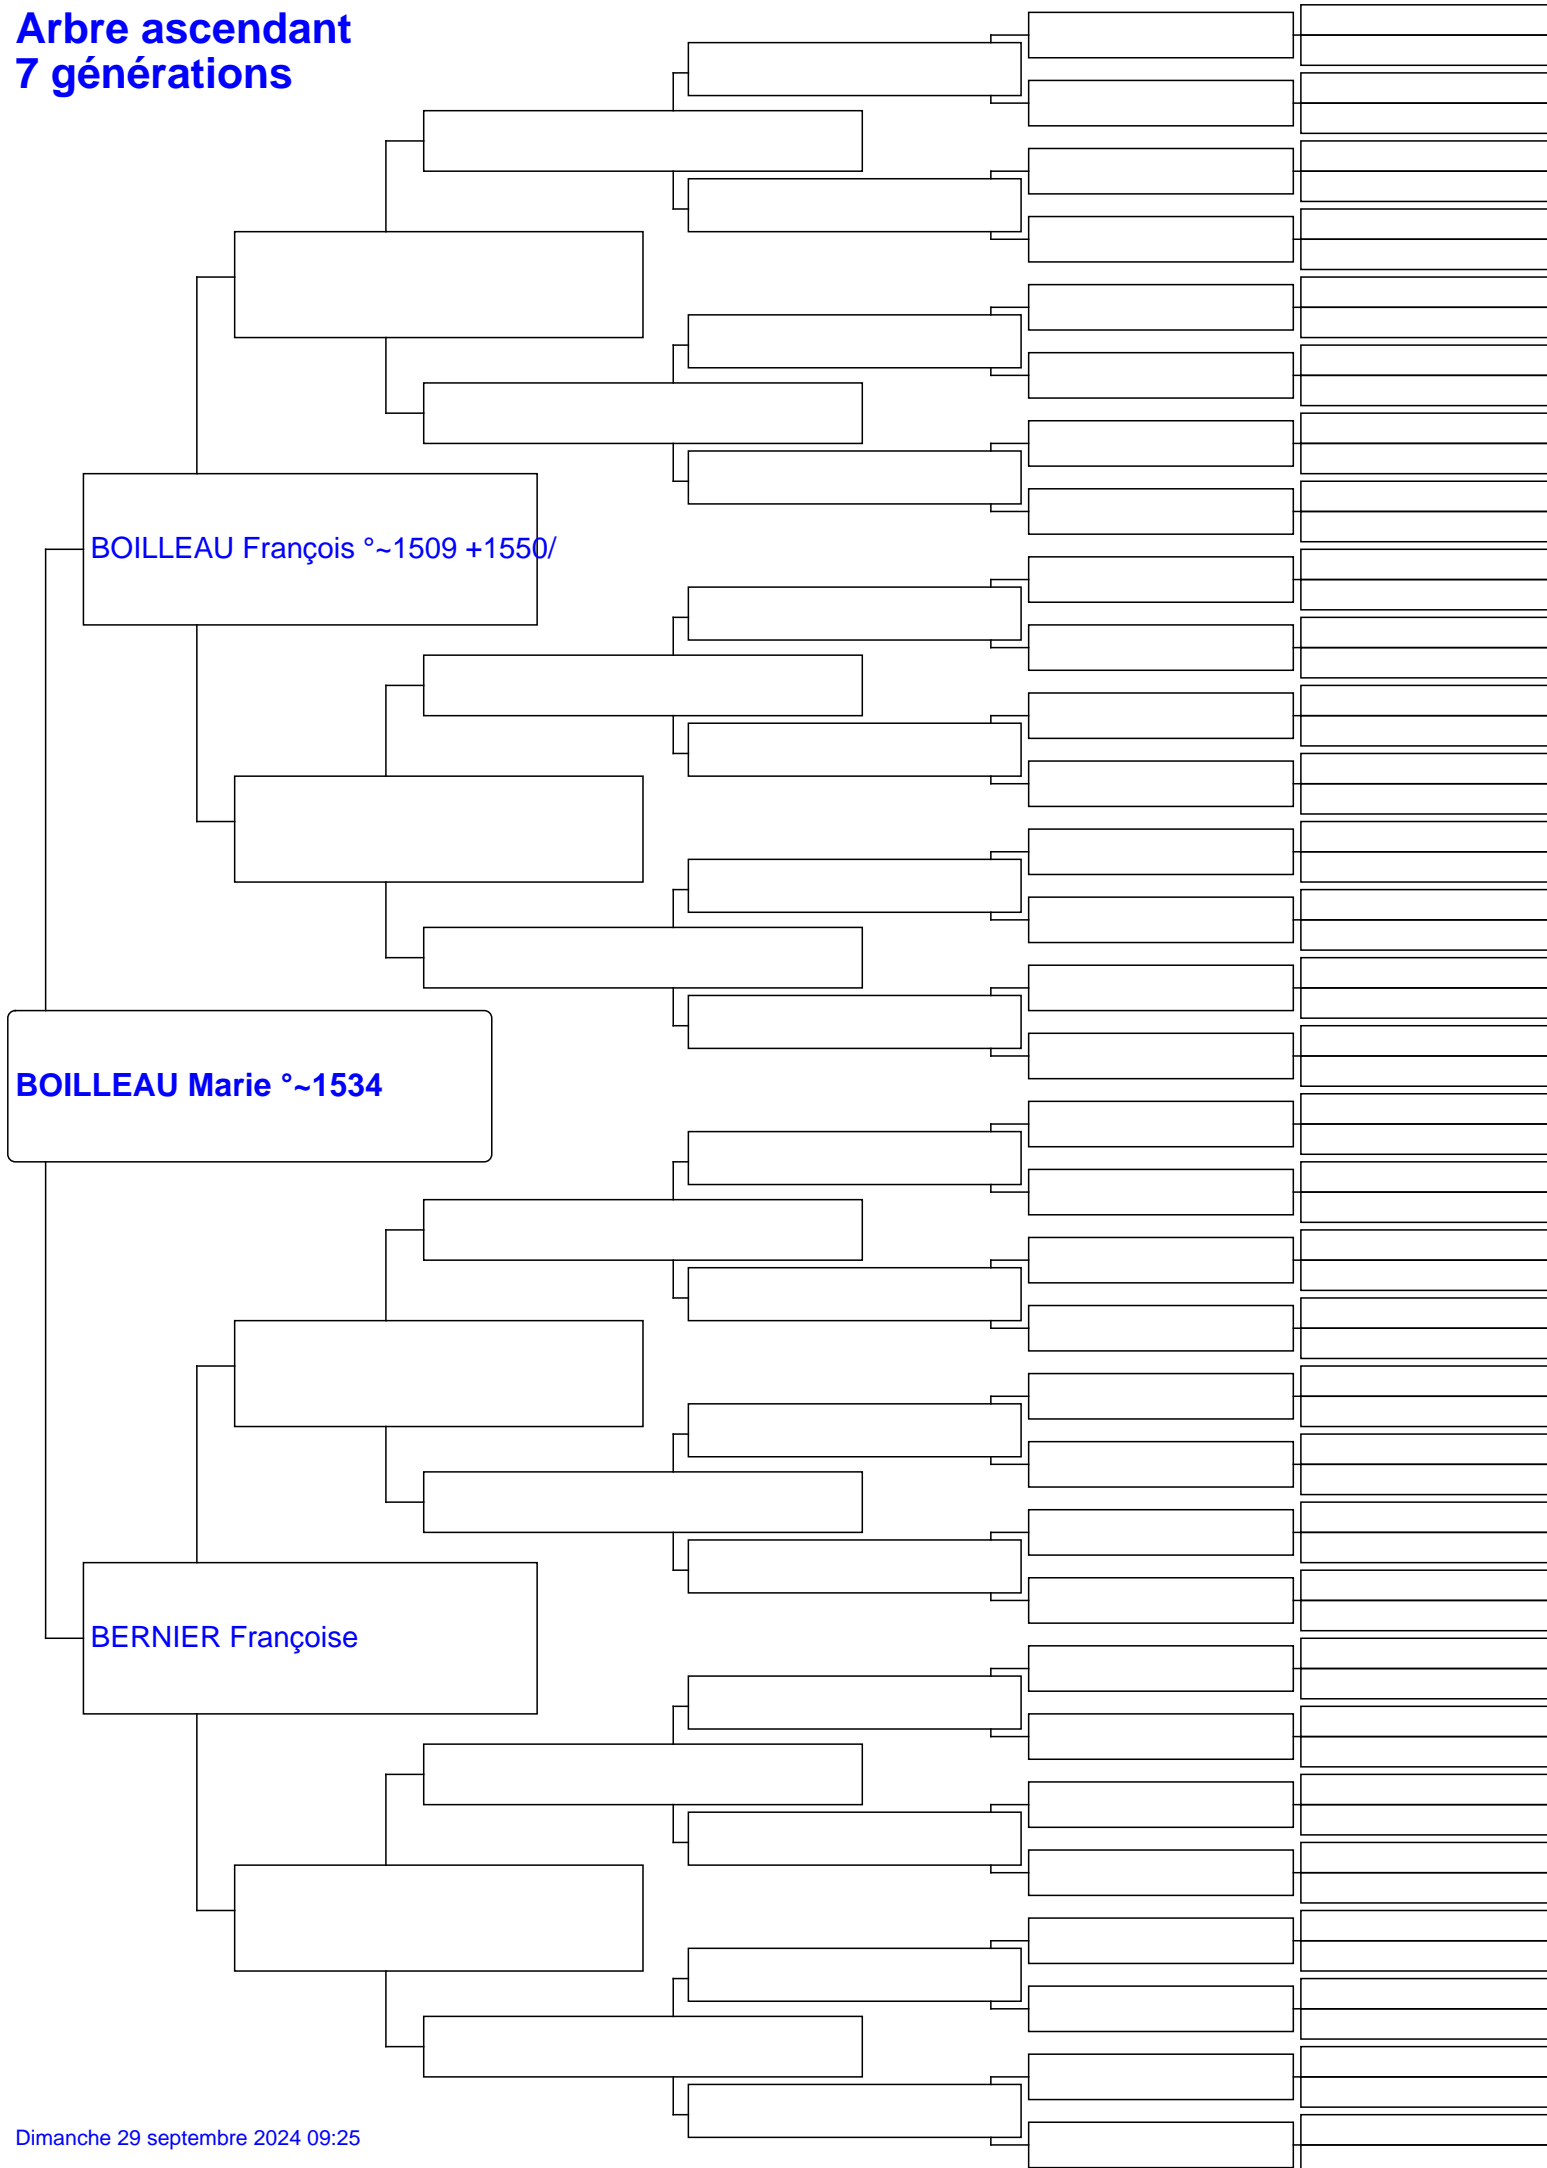 Arbre ascendant
7 générations
BOILLEAU François °~1509 +1550/
BOILLEAU Marie °~1534
BERNIER Françoise
Dimanche 29 septembre 2024 09:25